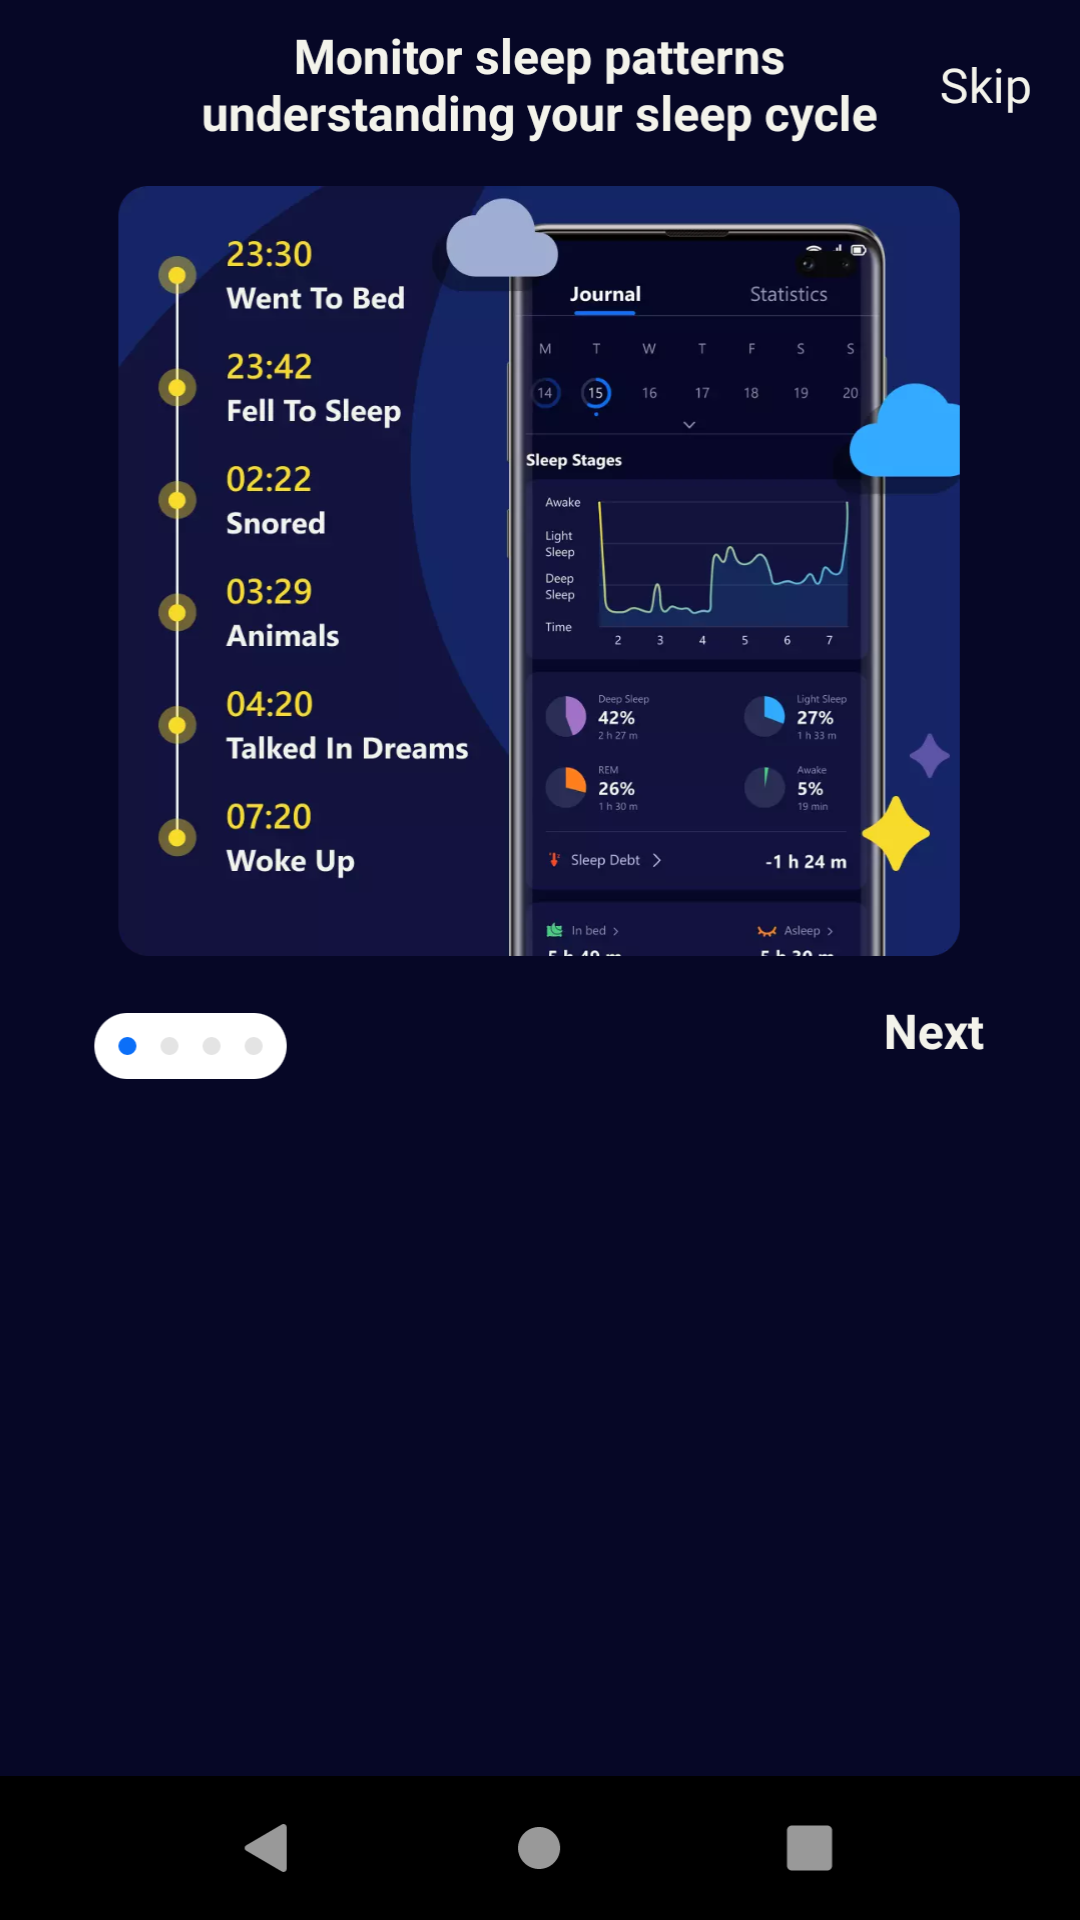 Monitor sleep patterns
understanding your sleep cycle
Skip
23:30
Went To Bed
23:42
Fell To Sleep
02:22
Snored
03:29
Animals
04:20
Talked In Dreams
07:20
Woke Up
Journal Statistics
M T W T F S S
14 15 16 17 18 19 20
Sleep Stages
Awake
Light
Sleep
Deep
Sleep
Time
2 3 4 5 6 7
Deep Sleep
42%
2 h 27 m
Light Sleep
27%
1 h 33 m
REM
26%
1 h 30 m
Awake
5%
19 min
Sleep Debt -1 h 24 m
In bed Asleep
Next